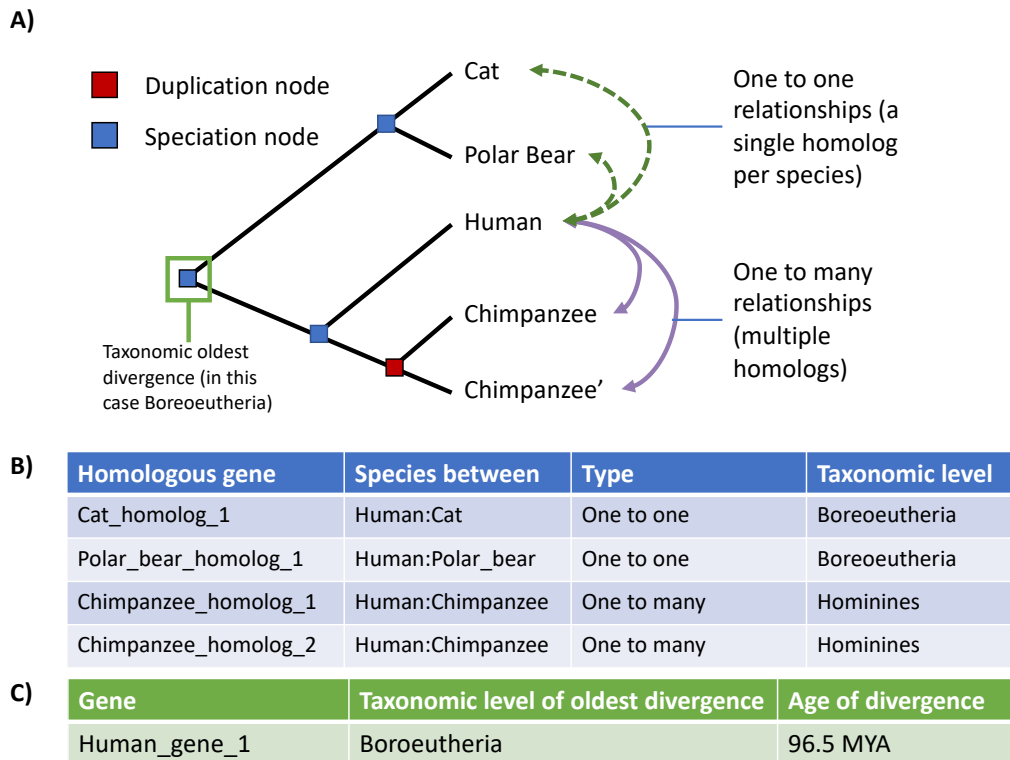 A)
Duplication node
Speciation node
Cat
Polar Bear
Human
Chimpanzee
Chimpanzee’
One to one
relationships (a
single homolog
per species)
One to many
relationships
(multiple
homologs)
Taxonomic oldest
divergence (in this
case Boreoeutheria)
B)
Homologous gene Species between Type Taxonomic level
Cat_homolog_1 Human:Cat One to one Boreoeutheria
Polar_bear_homolog_1 Human:Polar_bear One to one Boreoeutheria
Chimpanzee_homolog_1 Human:Chimpanzee One to many Hominines
Chimpanzee_homolog_2 Human:Chimpanzee One to many Hominines
C)
Gene Taxonomic level of oldest divergence Age of divergence
Human_gene_1 Boroeutheria 96.5 MYA